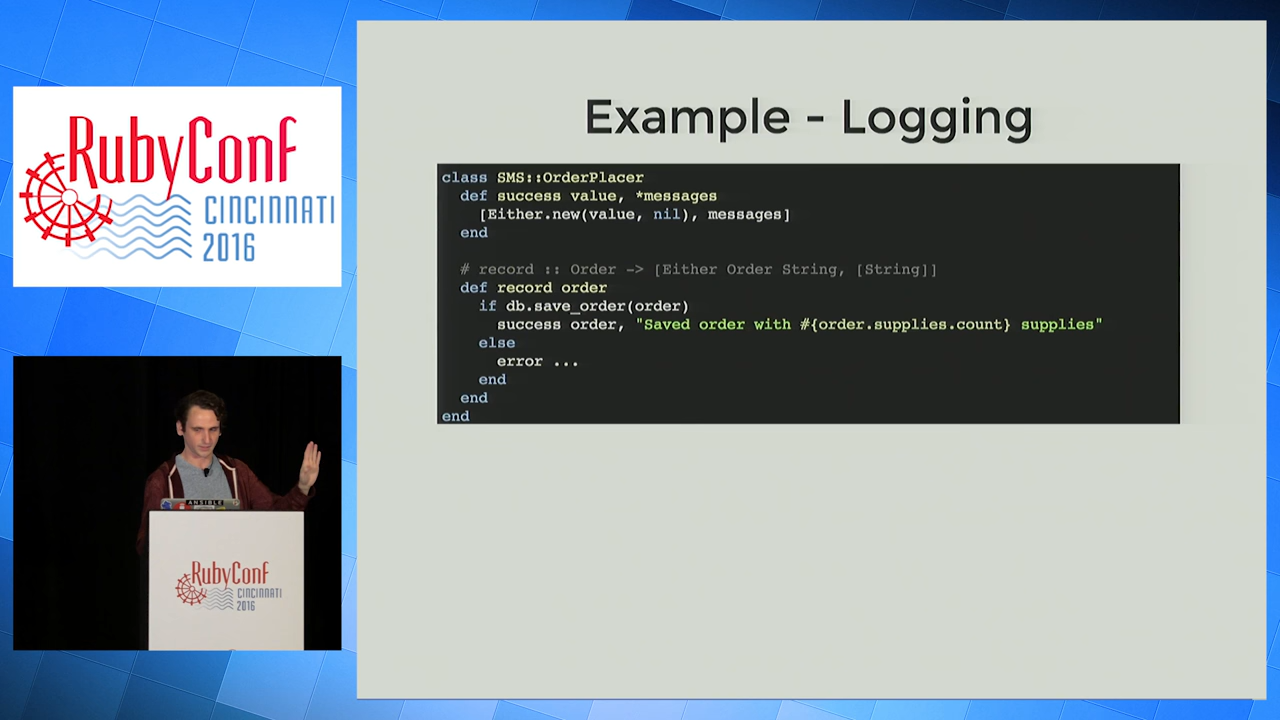 RubyConf
CINCINNATI
2016
Example - Logging
class SMS::OrderPlacer
  def success value, *messages
    [Either.new(value, nil), messages]
  end

  # record :: Order -> [Either Order String, [String]]
  def record order
    if db.save_order(order)
      success order, "Saved order with #{order.supplies.count} supplies"
    else
      error ...
    end
  end
end
ANSIBLE
RubyConf
CINCINNATI
2016